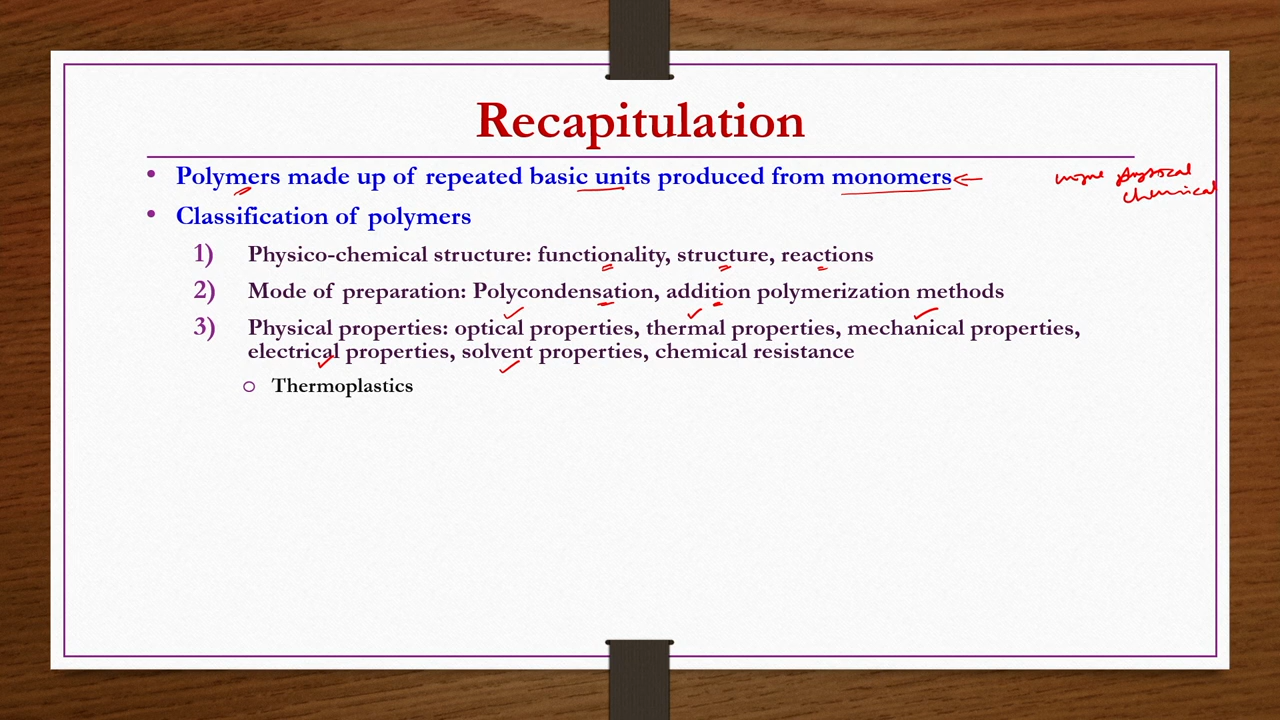 Recapitulation
• Polymers made up of repeated basic units produced from monomers
physical
chemical
• Classification of polymers
1) Physico-chemical structure: functionality, structure, reactions
2) Mode of preparation: Polycondensation, addition polymerization methods
3) Physical properties: optical properties, thermal properties, mechanical properties,
electrical properties, solvent properties, chemical resistance
o Thermoplastics